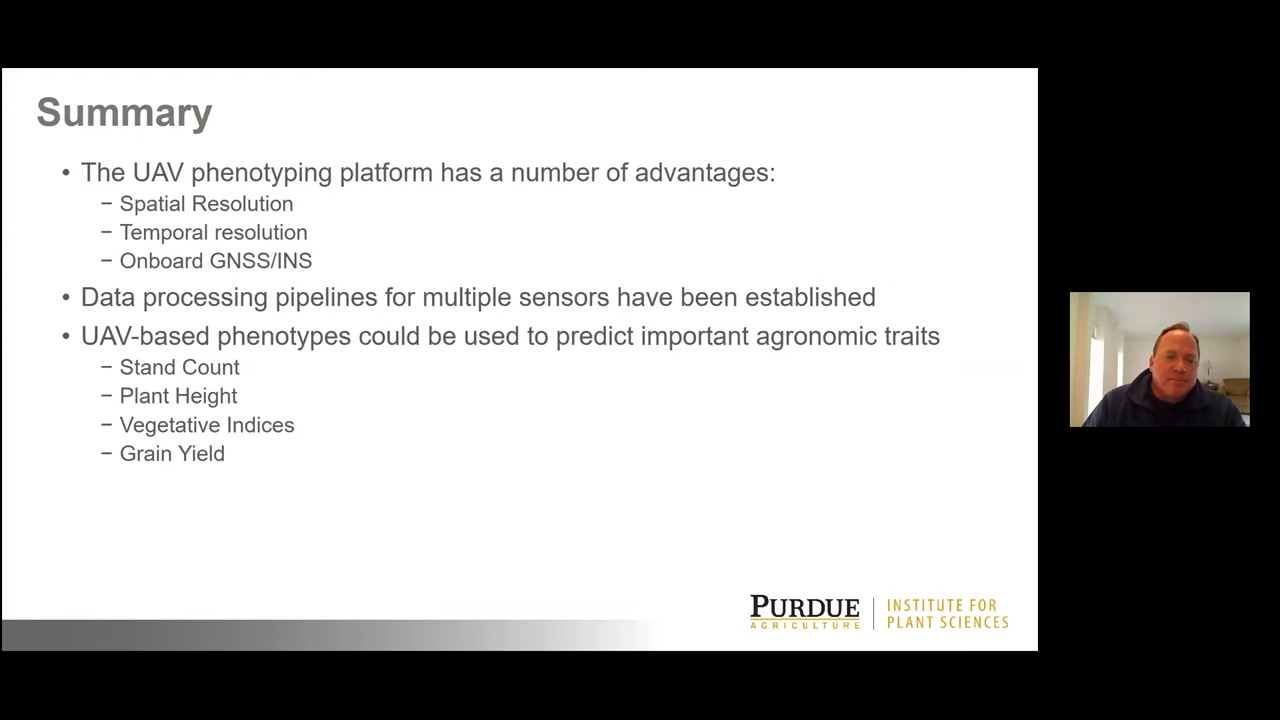 Summary
• The UAV phenotyping platform has a number of advantages:
− Spatial Resolution
− Temporal resolution
− Onboard GNSS/INS
• Data processing pipelines for multiple sensors have been established
• UAV-based phenotypes could be used to predict important agronomic traits
− Stand Count
− Plant Height
− Vegetative Indices
− Grain Yield
PURDUE
AGRICULTURE
INSTITUTE FOR
PLANT SCIENCES